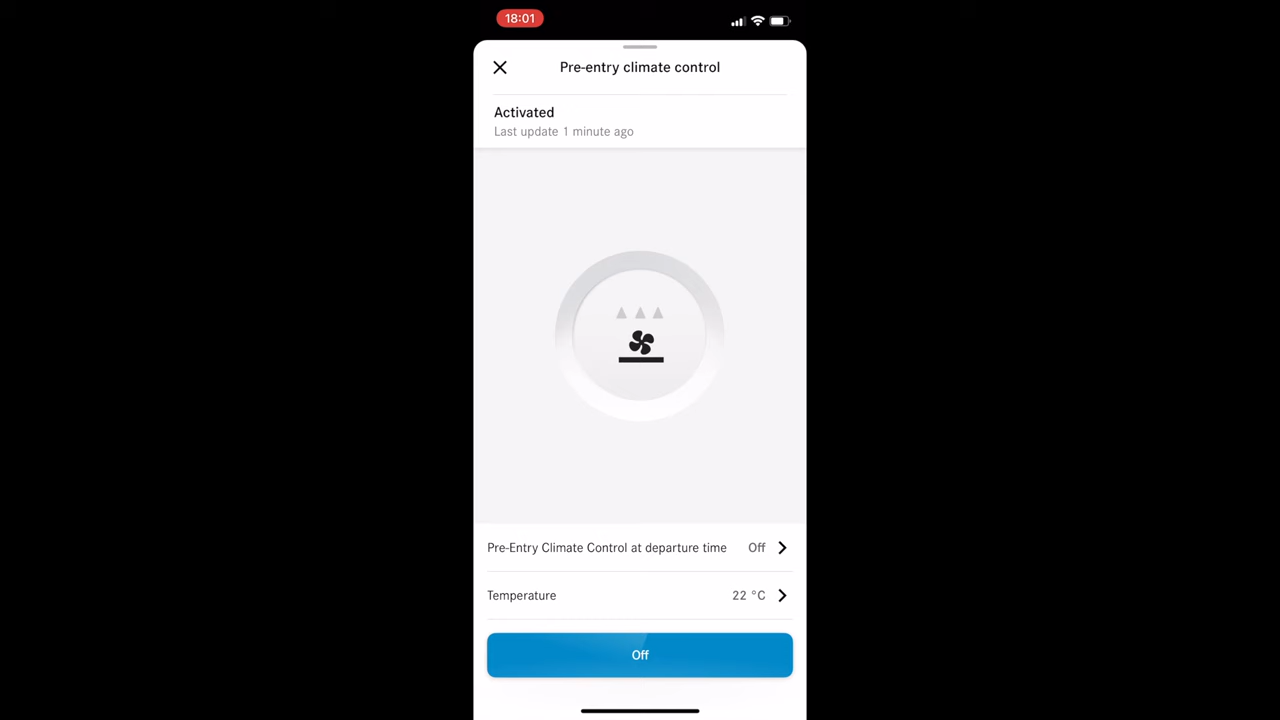 18:01
Pre-entry climate control
Activated
Last update 1 minute ago
Pre-Entry Climate Control at departure time Off
Temperature 22 °C
Off